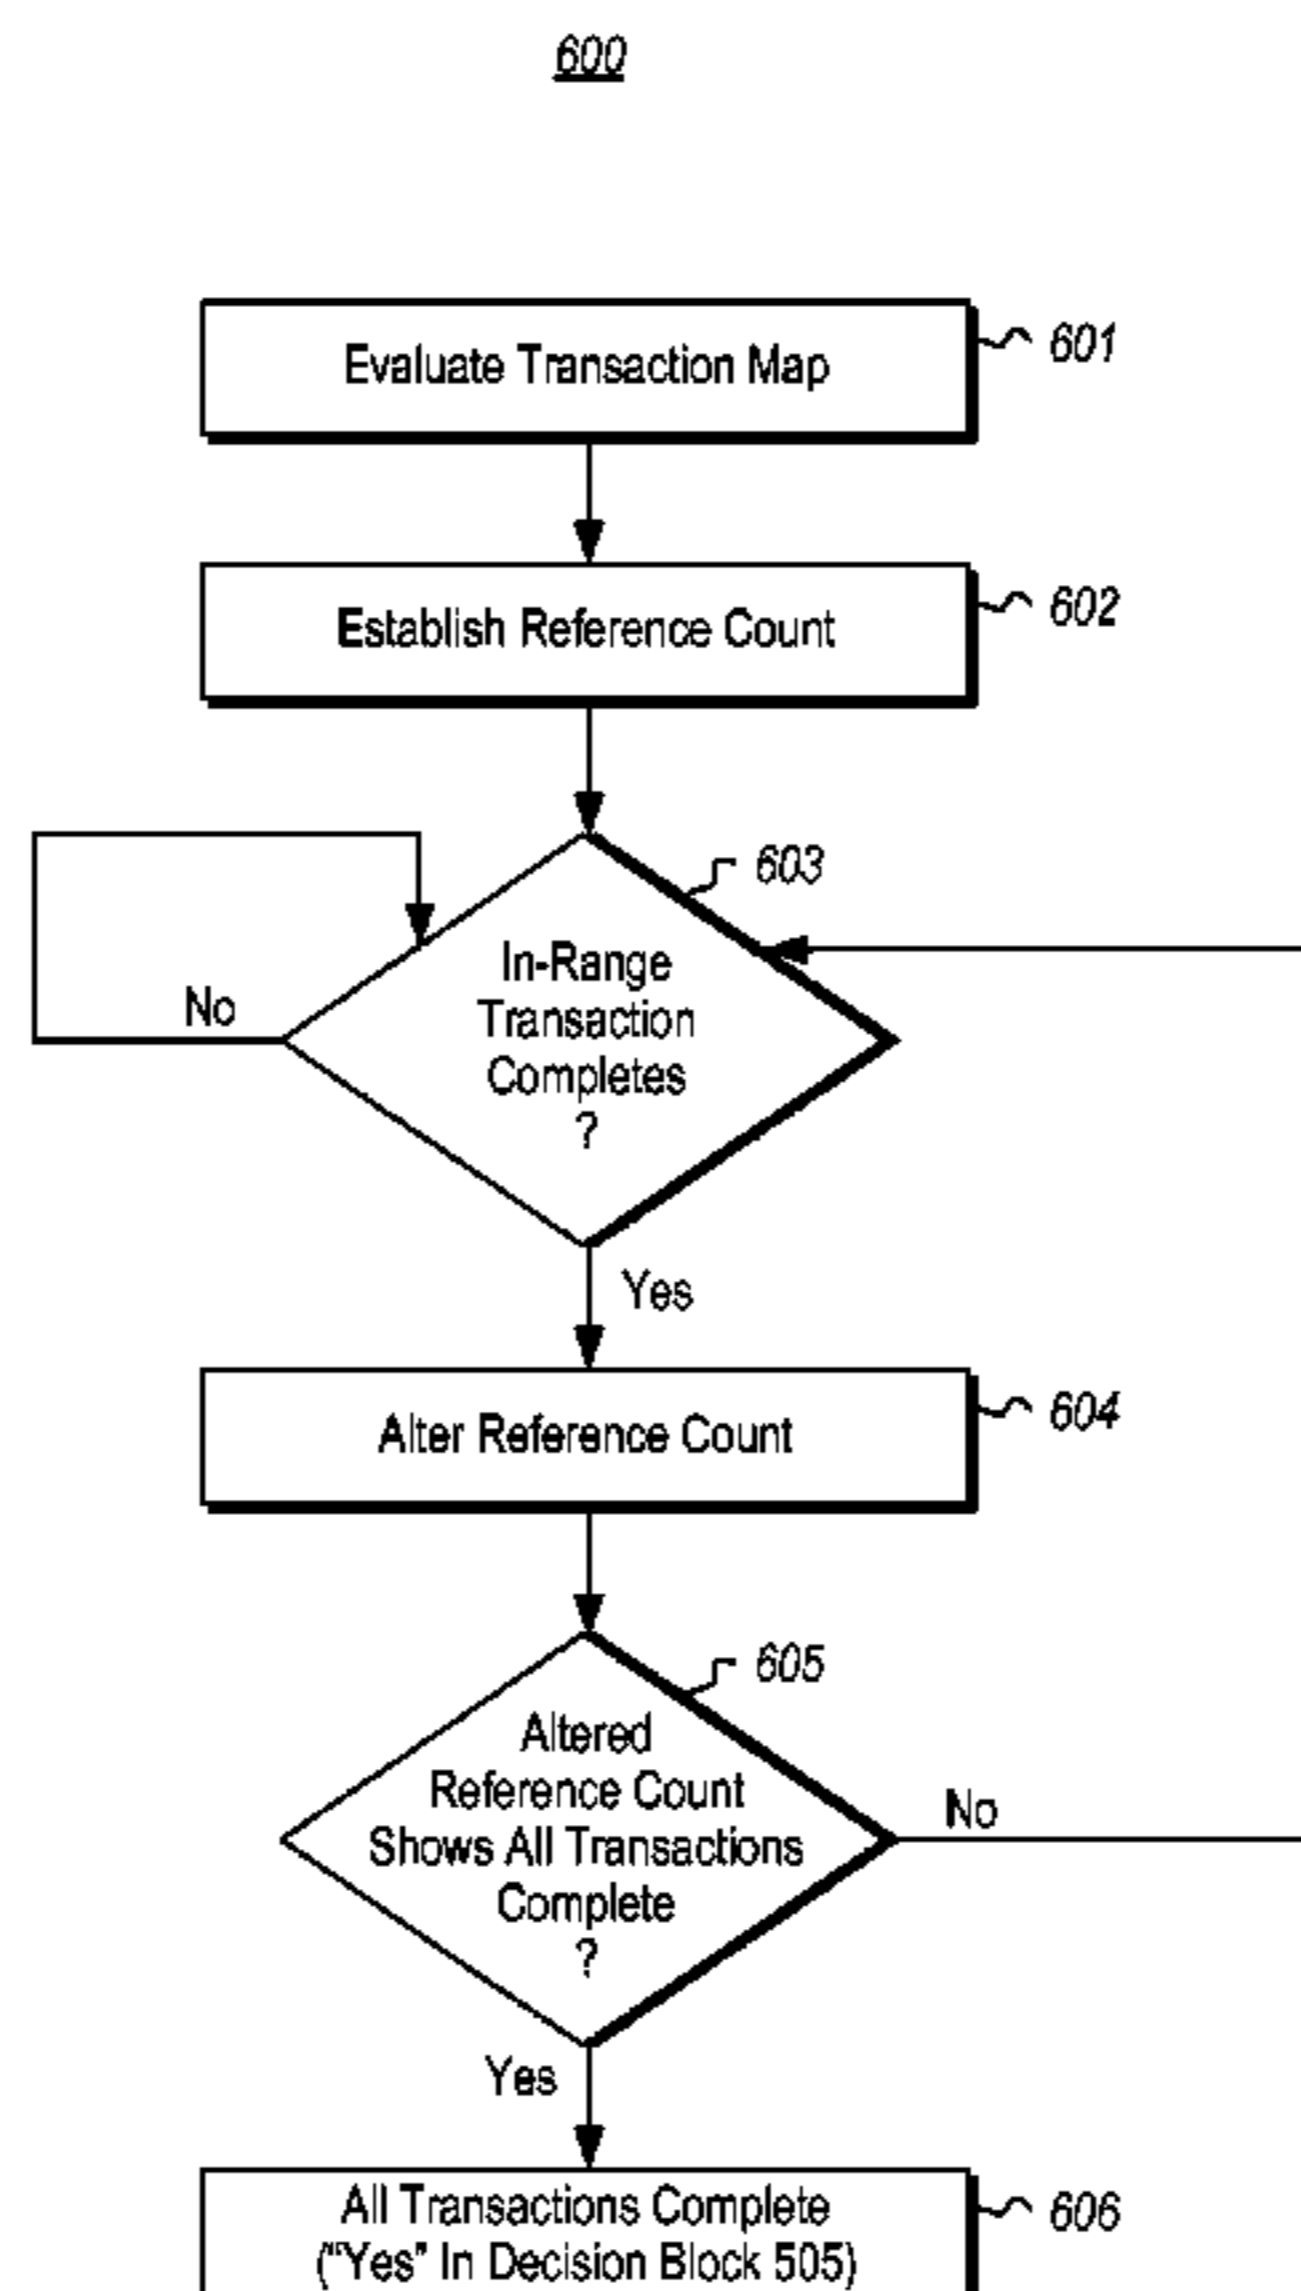 600
Evaluate Transaction Map
601
Establish Reference Count
602
603
In-Range
Transaction
Completes
?
No
Yes
Alter Reference Count
604
605
Altered
Reference Count
Shows All Transactions
Complete
?
No
Yes
All Transactions Complete
("Yes" In Decision Block 505)
606